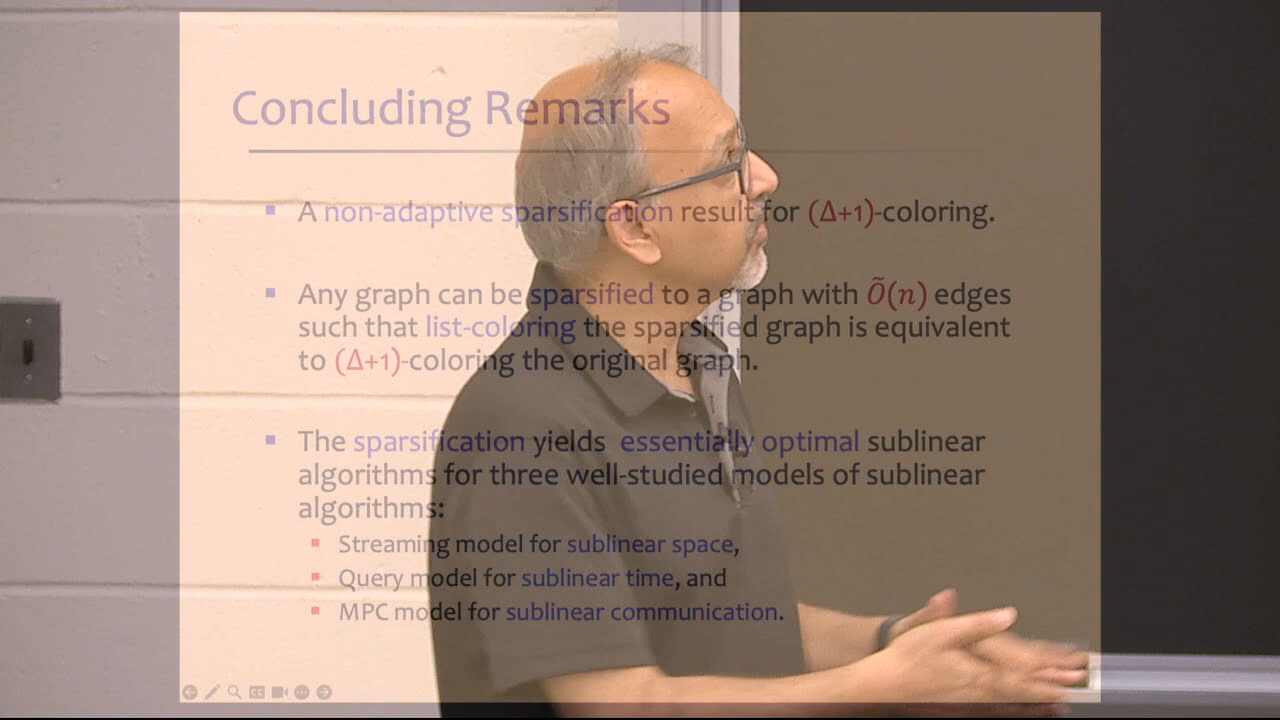 Concluding Remarks
A non-adaptive sparsification result for (Δ+1)-coloring.
Any graph can be sparsified to a graph with Õ(n) edges
such that list-coloring the sparsified graph is equivalent
to (Δ+1)-coloring the original graph.
The sparsification yields essentially optimal sublinear
algorithms for three well-studied models of sublinear
algorithms:
Streaming model for sublinear space,
Query model for sublinear time, and
MPC model for sublinear communication.